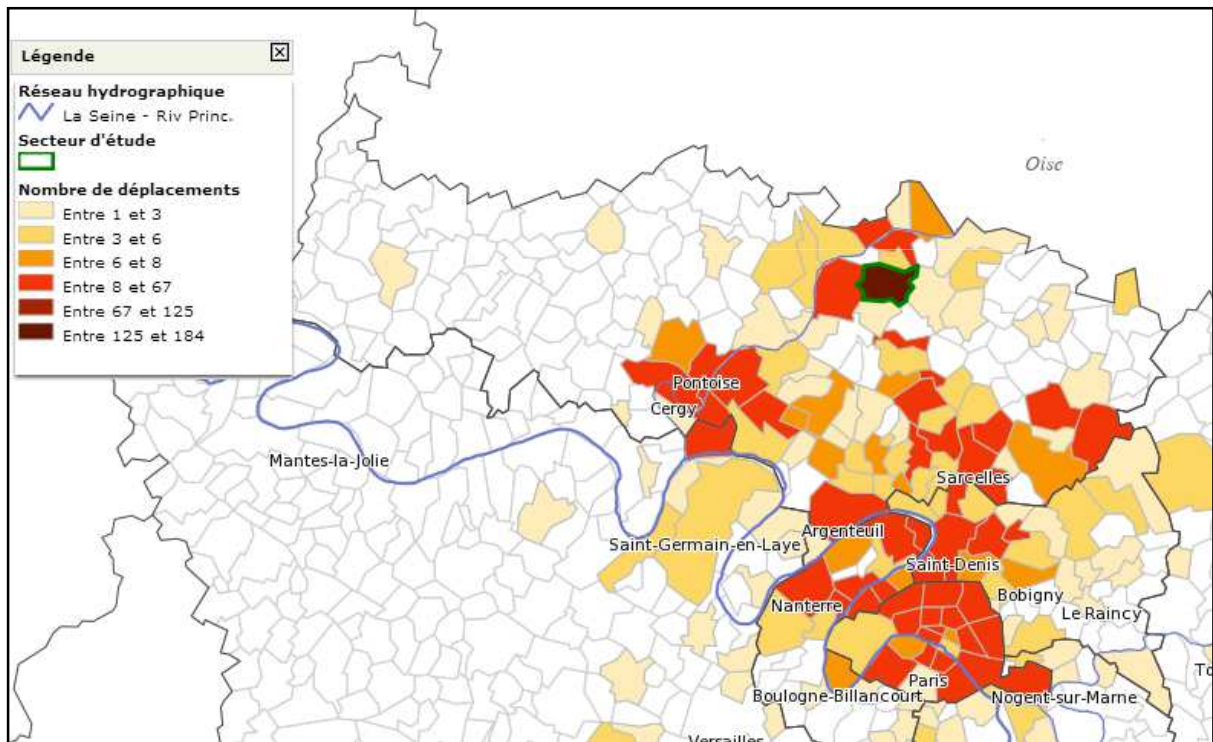 Légende
Réseau hydrographique
La Seine - Riv Princ.
Secteur d'étude
Nombre de déplacements
Entre 1 et 3
Entre 3 et 6
Entre 6 et 8
Entre 8 et 67
Entre 67 et 125
Entre 125 et 184
Oise
Pontoise
Cergy
Mantes-la-Jolie
Sarcelles
Argenteuil
Saint-Germain-en-Laye
Saint-Denis
Bobigny
Nanterre
Le Raincy
To
Paris
Boulogne-Billancourt
Nogent-sur-Marne
Versailles